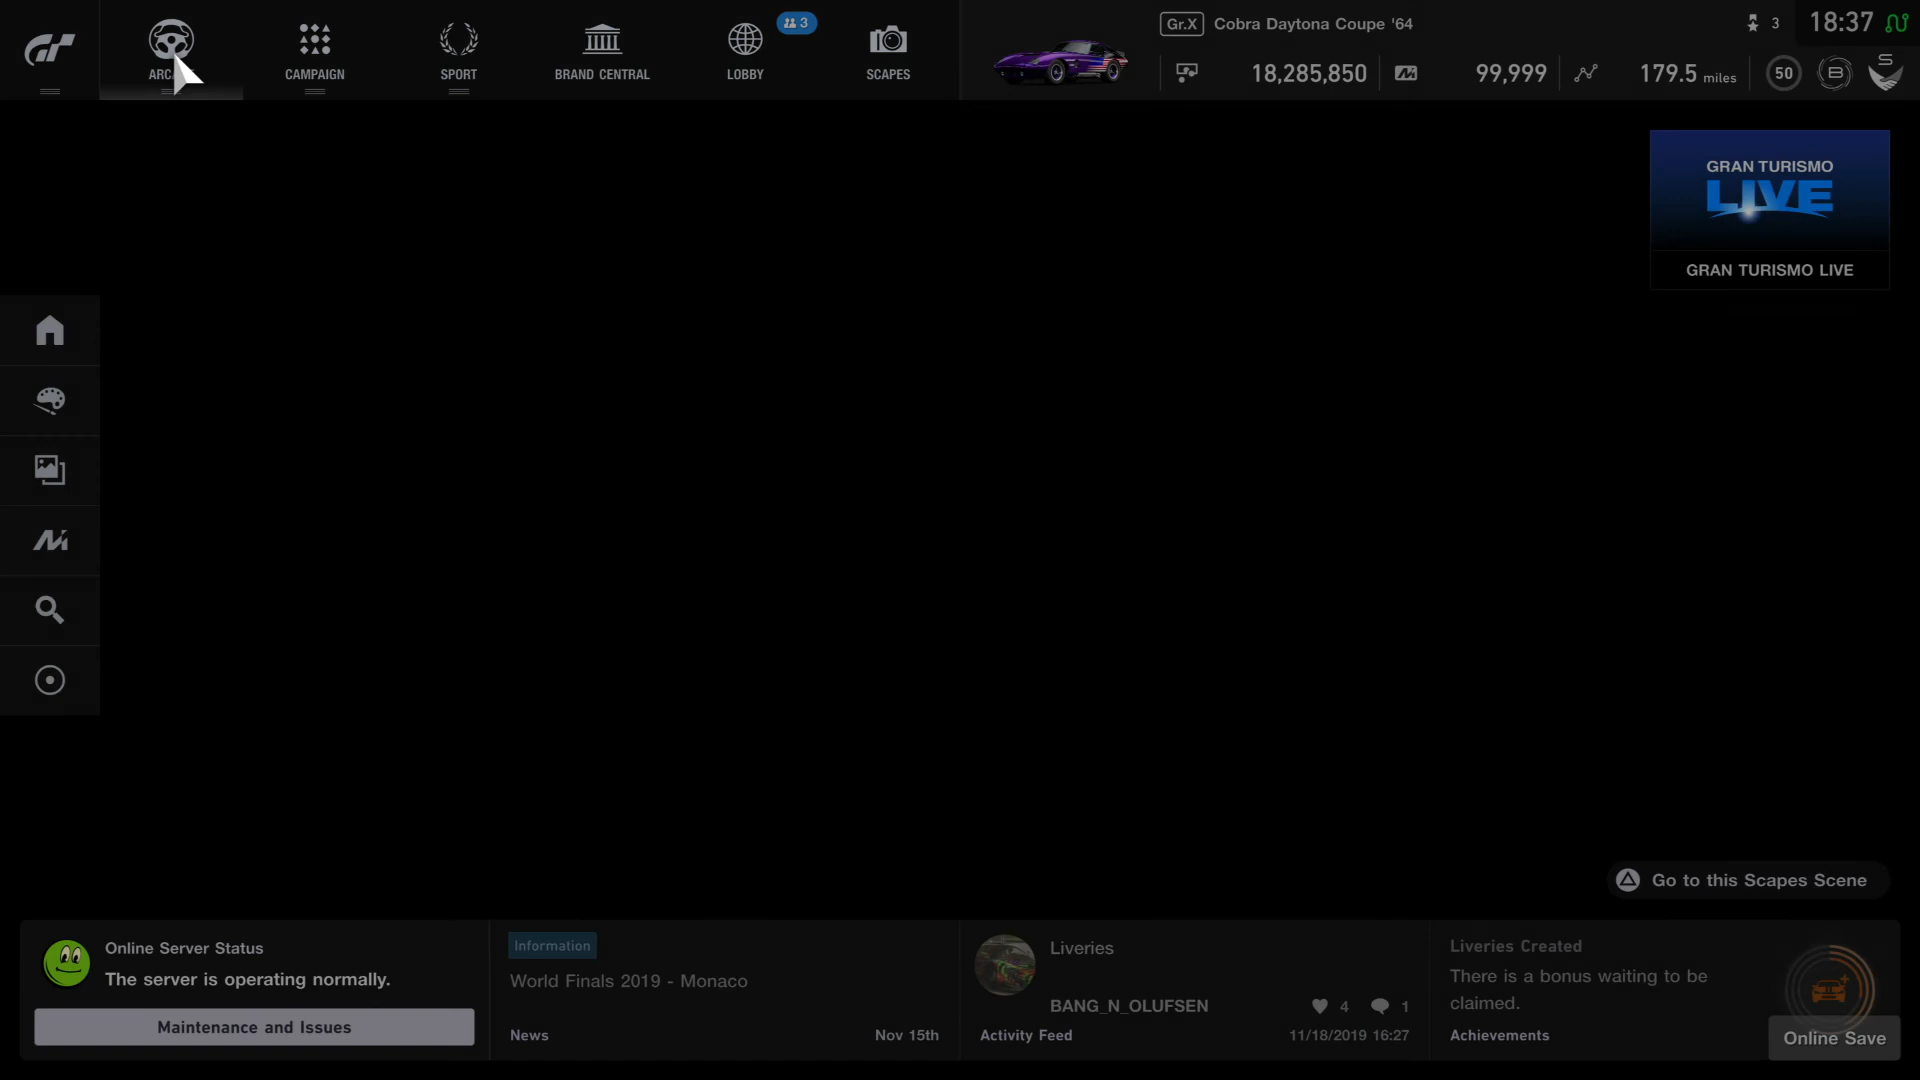 ARC
CAMPAIGN
SPORT
BRAND CENTRAL
LOBBY
3
SCAPES
Gr.X Cobra Daytona Coupe '64
3
18:37
18,285,850
99,999
179.5 miles
50
B
S
GRAN TURISMO
LIVE
GRAN TURISMO LIVE
Go to this Scapes Scene
Online Server Status
The server is operating normally.
Maintenance and Issues
Information
World Finals 2019 - Monaco
News
Nov 15th
Liveries
BANG_N_OLUFSEN
4
1
Activity Feed
11/18/2019 16:27
Liveries Created
There is a bonus waiting to be
claimed.
Achievements
Online Save